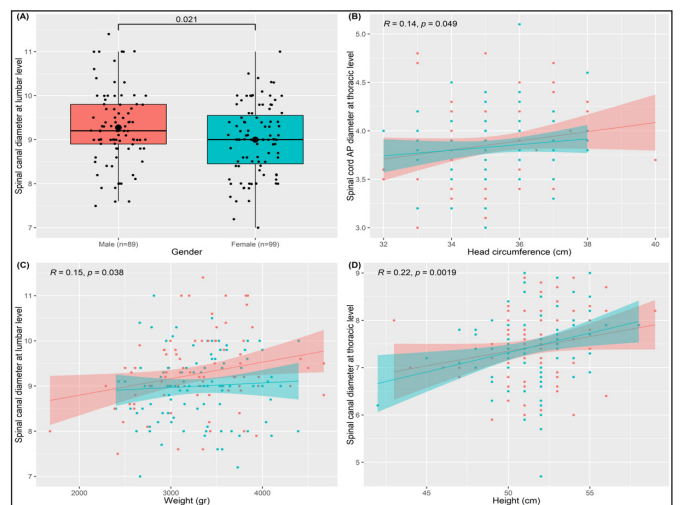 (A)
0.021
Spinal canal diameter at lumbar level
11
10
9
8
7
Male (n=89)
Female (n=99)
Gender
(B)
R = 0.14, p = 0.049
Spinal cord AP diameter at thoracic level
5.0
4.5
4.0
3.5
3.0
32
34
36
38
40
Head circumference (cm)
(C)
R = 0.15, p = 0.038
Spinal canal diameter at lumbar level
11
10
9
8
7
2000
3000
4000
Weight (gr)
(D)
R = 0.22, p = 0.0019
Spinal canal diameter at thoracic level
9
8
7
6
5
45
50
55
Height (cm)